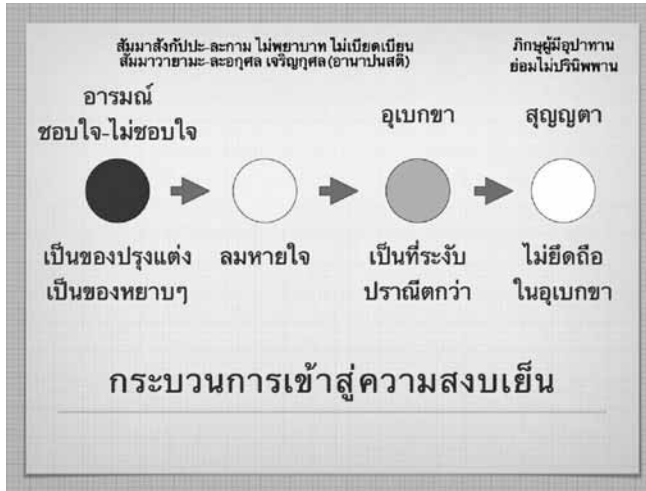 สัมมาสังกัปปะ-ละกาม ไม่พยาบาท ไม่เบียดเบียน
สัมมาวายามะ-ละอกุศล เจริญกุศล (อานาปนสติ)
ภิกษุผู้มีอุปาทาน
ย่อมไม่ปรินิพพาน
อารมณ์
ชอบใจ-ไม่ชอบใจ
อุเบกขา
สุญญตา
เป็นของปรุงแต่ง
เป็นของหยาบๆ
ลมหายใจ
เป็นที่ระงับ
ปราณีตกว่า
ไม่ยึดถือ
ในอุเบกขา
กระบวนการเข้าสู่ความสงบเย็น